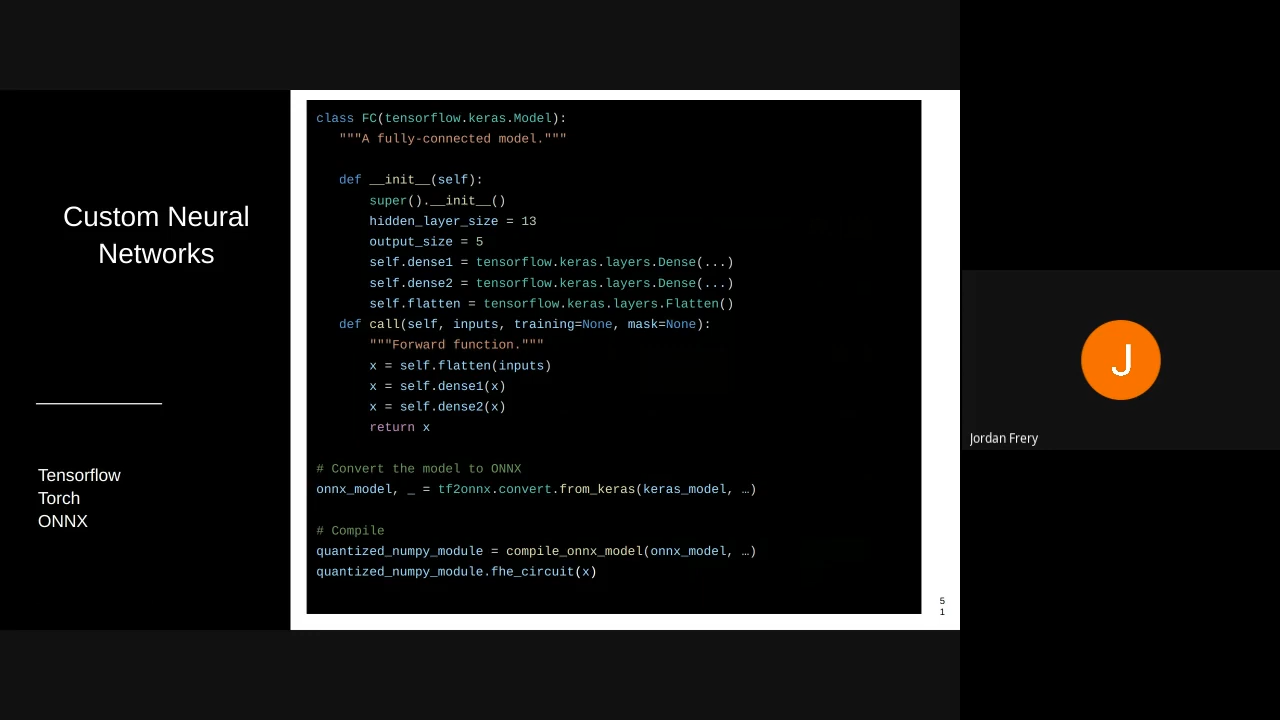 Custom Neural
Networks
Tensorflow
Torch
ONNX
class FC(tensorflow.keras.Model):
"""A fully-connected model."""
def __init__(self):
super().__init__()
hidden_layer_size = 13
output_size = 5
self.dense1 = tensorflow.keras.layers.Dense(...)
self.dense2 = tensorflow.keras.layers.Dense(...)
self.flatten = tensorflow.keras.layers.Flatten()
def call(self, inputs, training=None, mask=None):
"""Forward function."""
x = self.flatten(inputs)
x = self.dense1(x)
x = self.dense2(x)
return x
# Convert the model to ONNX
onnx_model, _ = tf2onnx.convert.from_keras(keras_model, …)
# Compile
quantized_numpy_module = compile_onnx_model(onnx_model, …)
quantized_numpy_module.fhe_circuit(x)
5
1
J
Jordan Frery